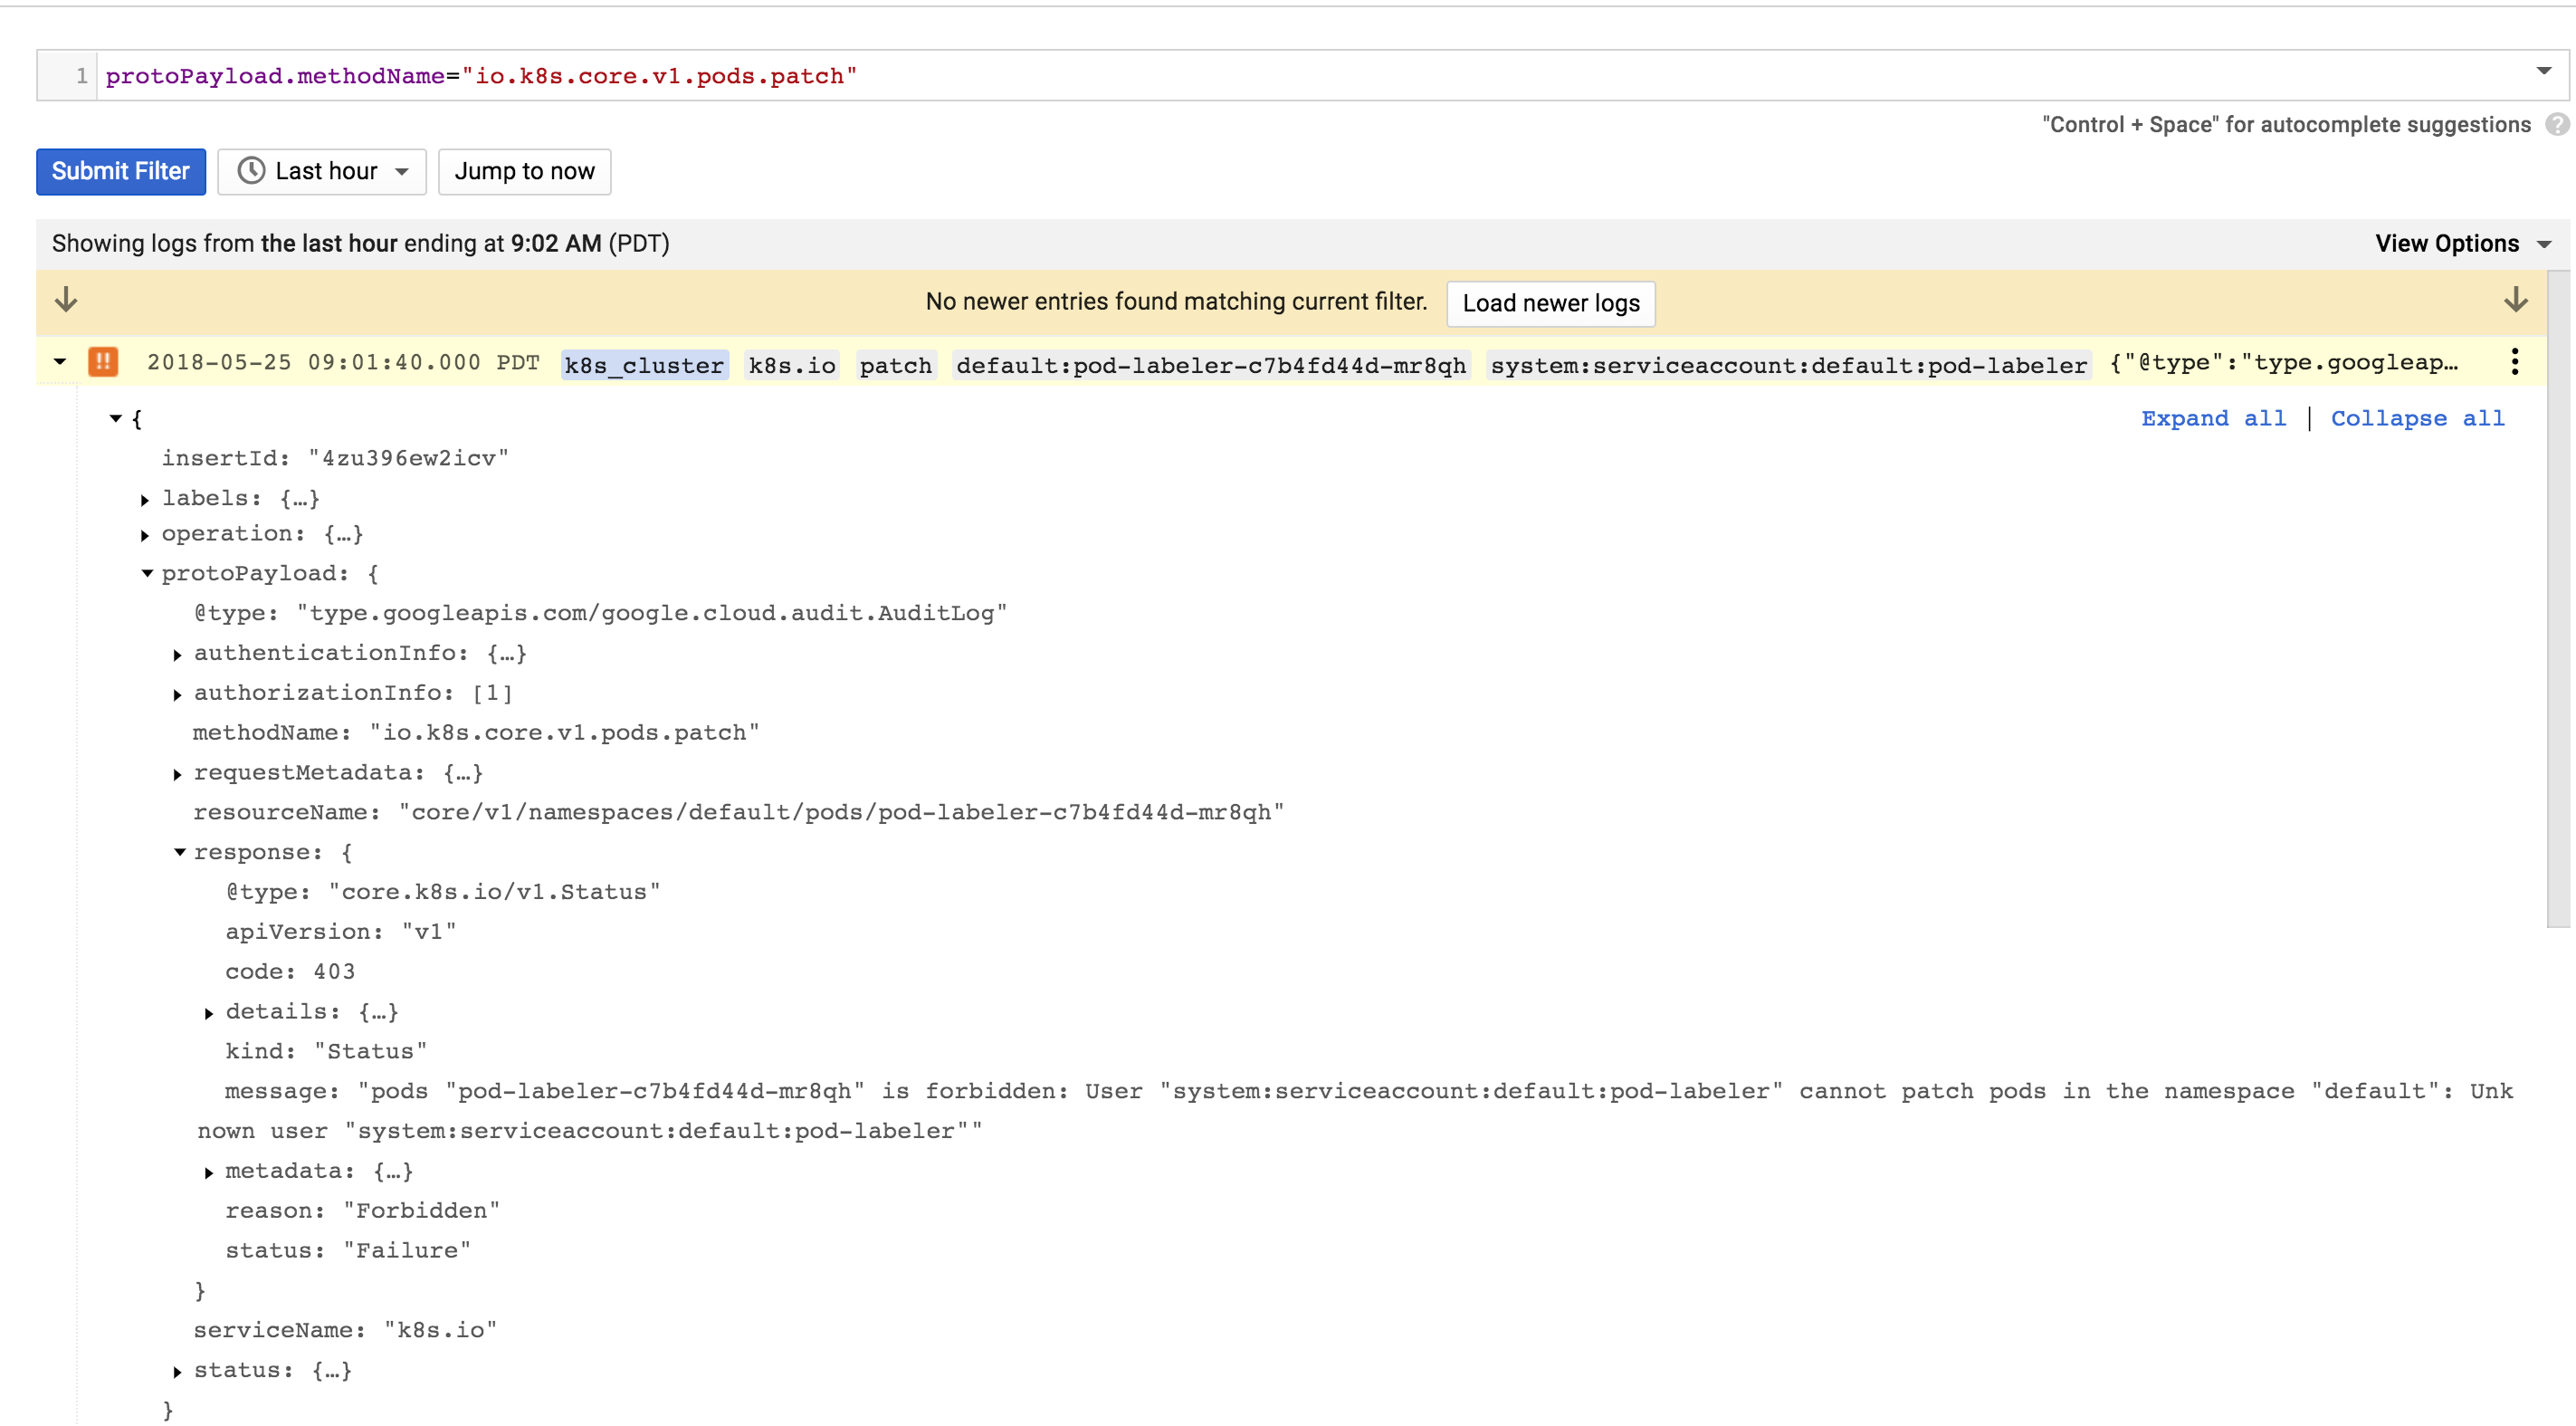 1 protoPayload.methodName="io.k8s.core.v1.pods.patch"
"Control + Space" for autocomplete suggestions ?
Submit Filter Last hour Jump to now
Showing logs from the last hour ending at 9:02 AM (PDT) View Options
No newer entries found matching current filter. Load newer logs
!! 2018-05-25 09:01:40.000 PDT k8s_cluster k8s.io patch default:pod-labeler-c7b4fd44d-mr8qh system:serviceaccount:default:pod-labeler {"@type":"type.googleap…
{ Expand all | Collapse all
insertId: "4zu396ew2icv"
labels: {…}
operation: {…}
protoPayload: {
@type: "type.googleapis.com/google.cloud.audit.AuditLog"
authenticationInfo: {…}
authorizationInfo: [1]
methodName: "io.k8s.core.v1.pods.patch"
requestMetadata: {…}
resourceName: "core/v1/namespaces/default/pods/pod-labeler-c7b4fd44d-mr8qh"
response: {
@type: "core.k8s.io/v1.Status"
apiVersion: "v1"
code: 403
details: {…}
kind: "Status"
message: "pods "pod-labeler-c7b4fd44d-mr8qh" is forbidden: User "system:serviceaccount:default:pod-labeler" cannot patch pods in the namespace "default": Unk
nown user "system:serviceaccount:default:pod-labeler""
metadata: {…}
reason: "Forbidden"
status: "Failure"
}
serviceName: "k8s.io"
status: {…}
}